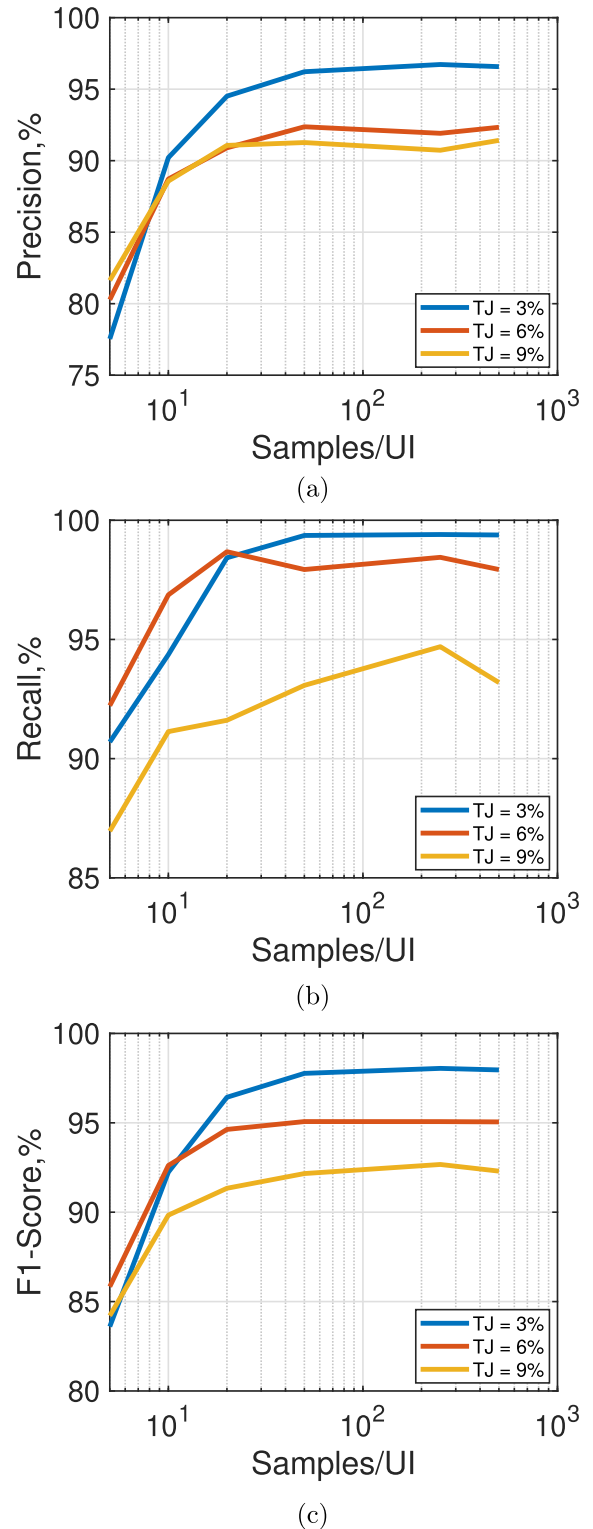 100
95
90
85
80
75
Precision,%
10^1 10^2 10^3
Samples/UI
TJ = 3%
TJ = 6%
TJ = 9%
(a)
100
95
90
85
Recall,%
10^1 10^2 10^3
Samples/UI
TJ = 3%
TJ = 6%
TJ = 9%
(b)
100
95
90
85
80
F1-Score,%
10^1 10^2 10^3
Samples/UI
TJ = 3%
TJ = 6%
TJ = 9%
(c)